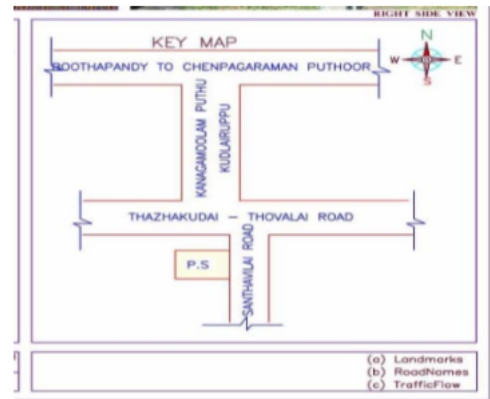 RIGHT SIDE VIEW
KEY MAP
N
W E
S
BOOTHAPANDY TO CHENPAGARAMAN PUTHOOR
KANAGAMOOLAM PUTHU
KUDLAIRUPPU
THAZHAKUDAI – THOVALAI ROAD
P.S
SANTHAVILAI ROAD
(a) Landmarks
(b) RoadNames
(c) TrafficFlow